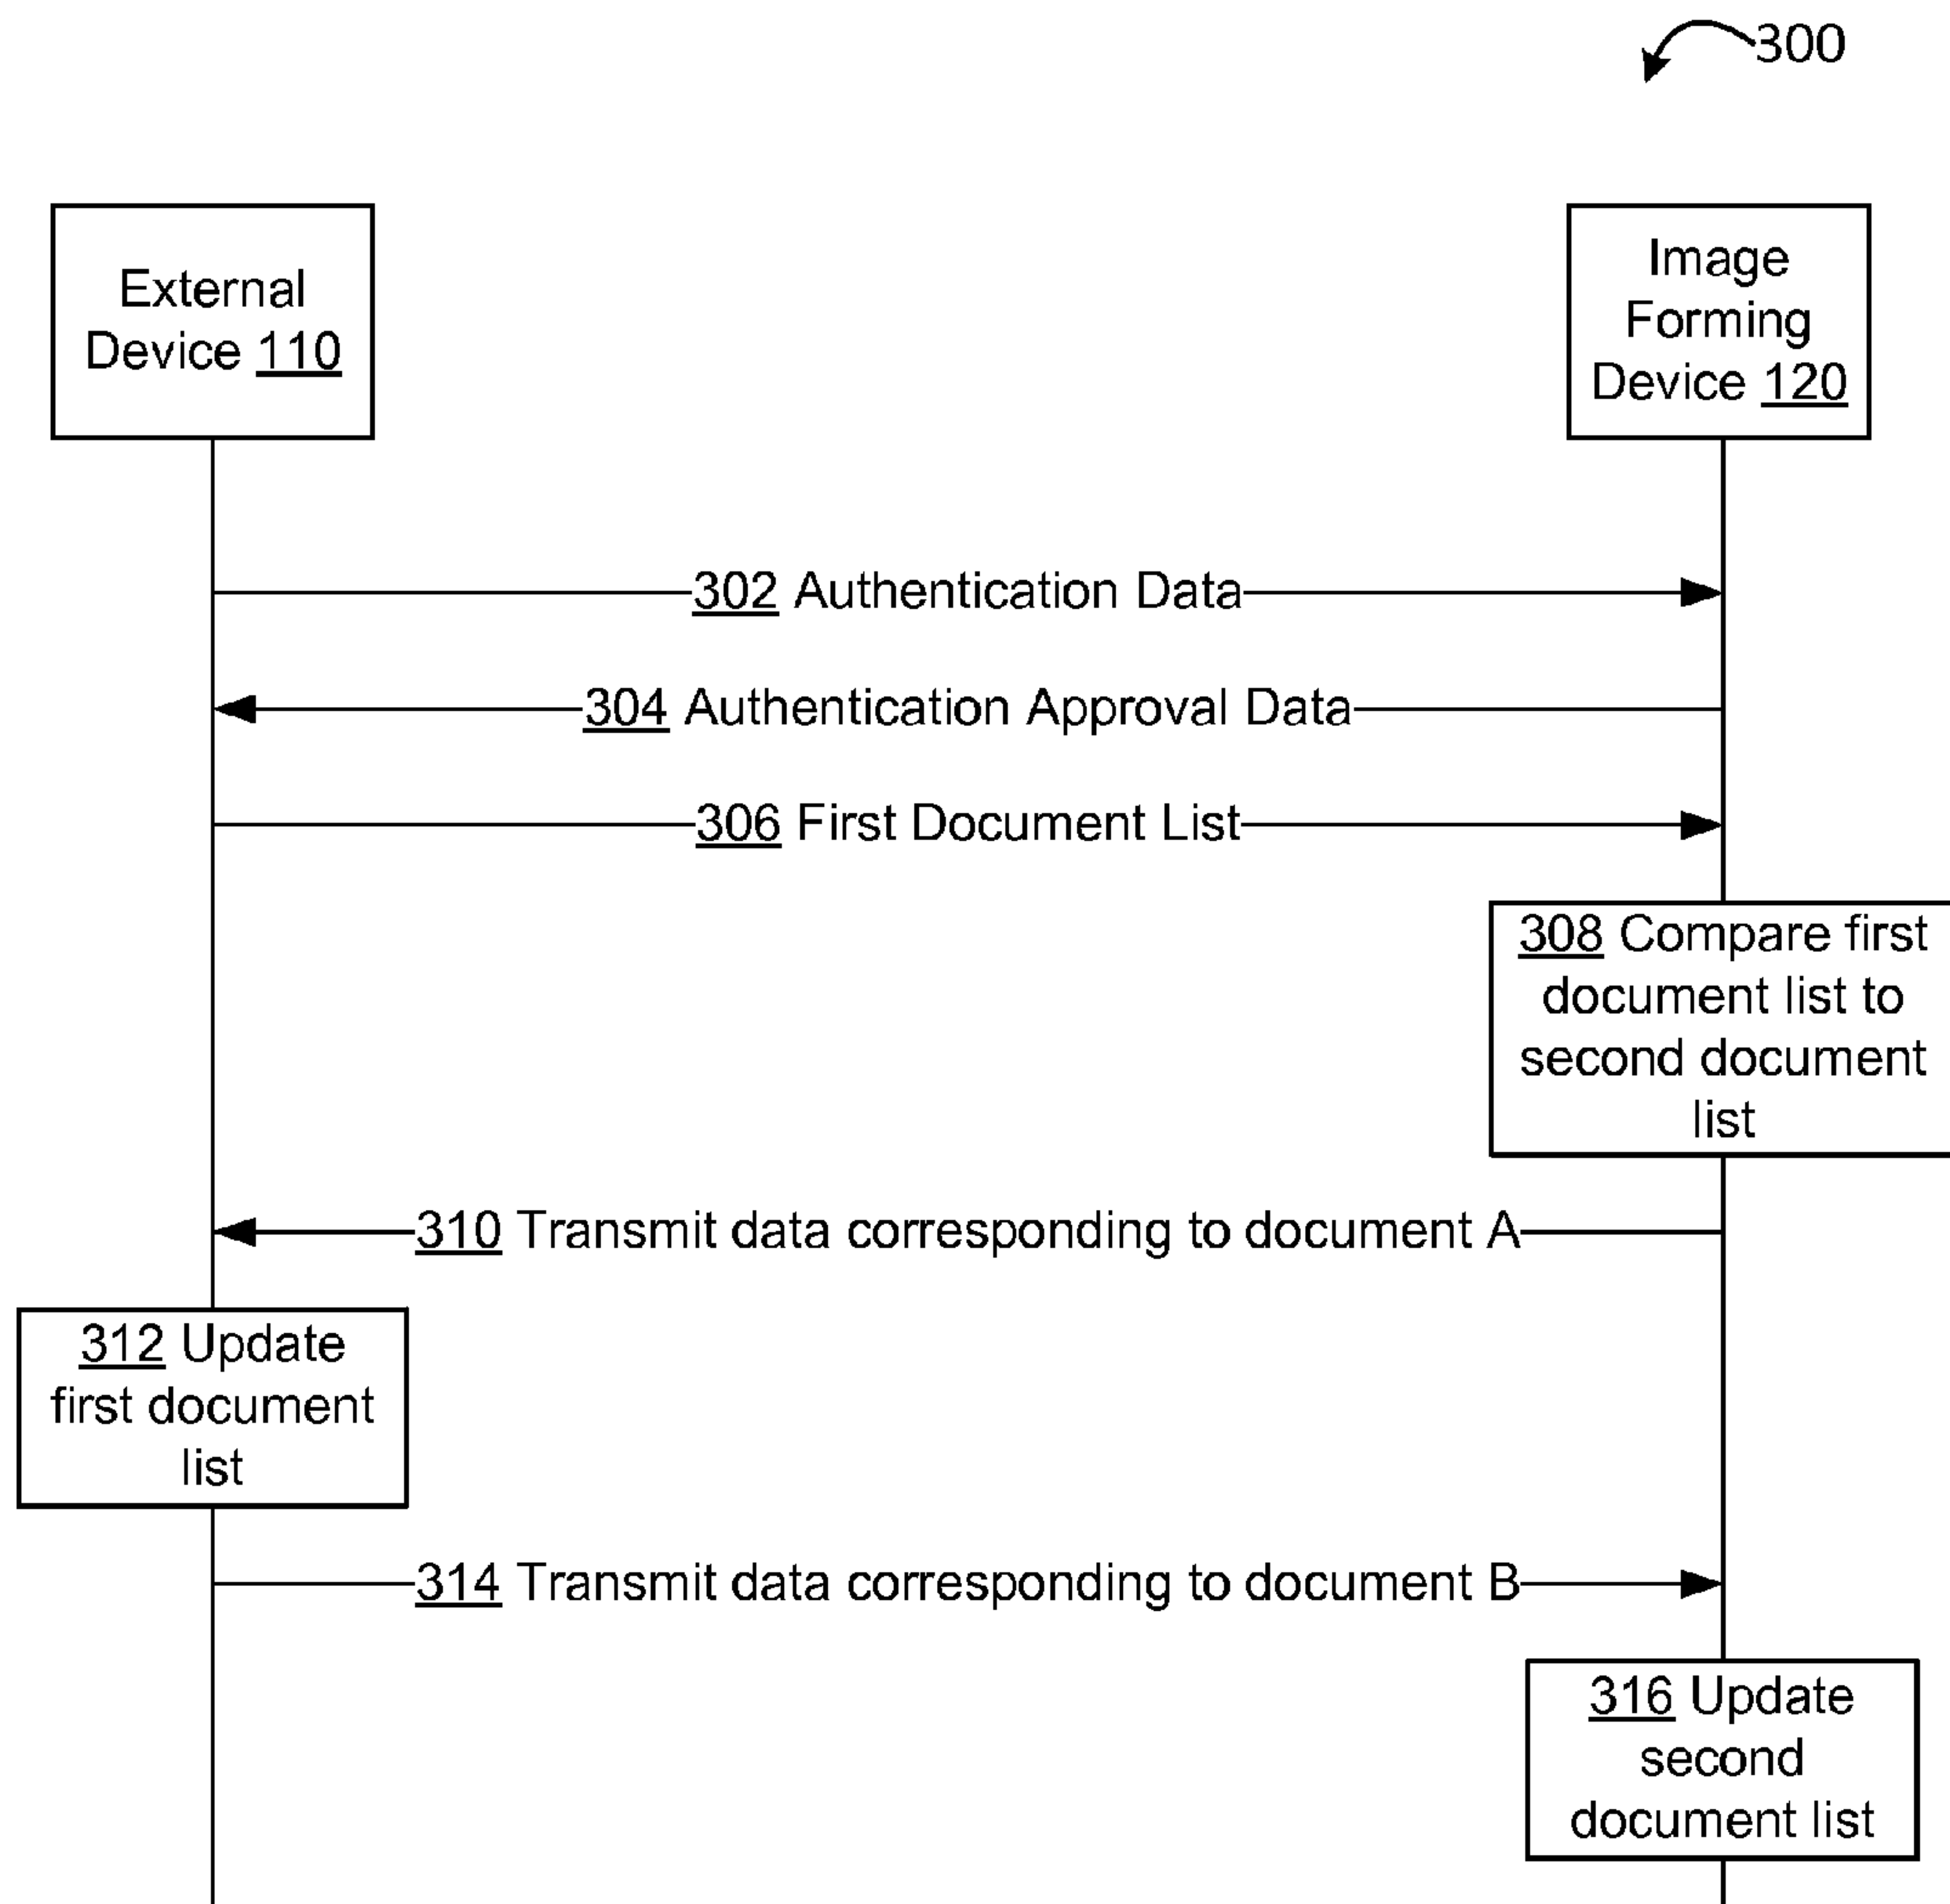 300
External
Device 110
Image
Forming
Device 120
302 Authentication Data
304 Authentication Approval Data
306 First Document List
308 Compare first
document list to
second document
list
310 Transmit data corresponding to document A
312 Update
first document
list
314 Transmit data corresponding to document B
316 Update
second
document list